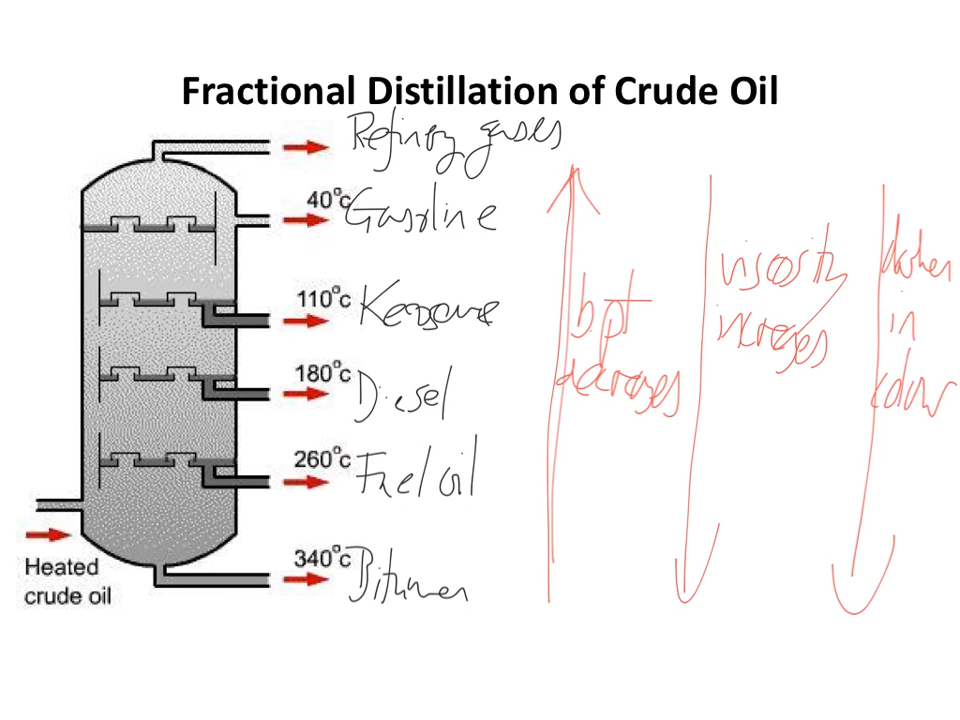 Fractional Distillation of Crude Oil
Refinery gases
40°c Gasoline
110°c Kerosene
180°c Diesel
260°c Fuel oil
340°c Bitumen
Heated
crude oil
b.pt
decreases
viscosity
increases
darker
in
colour